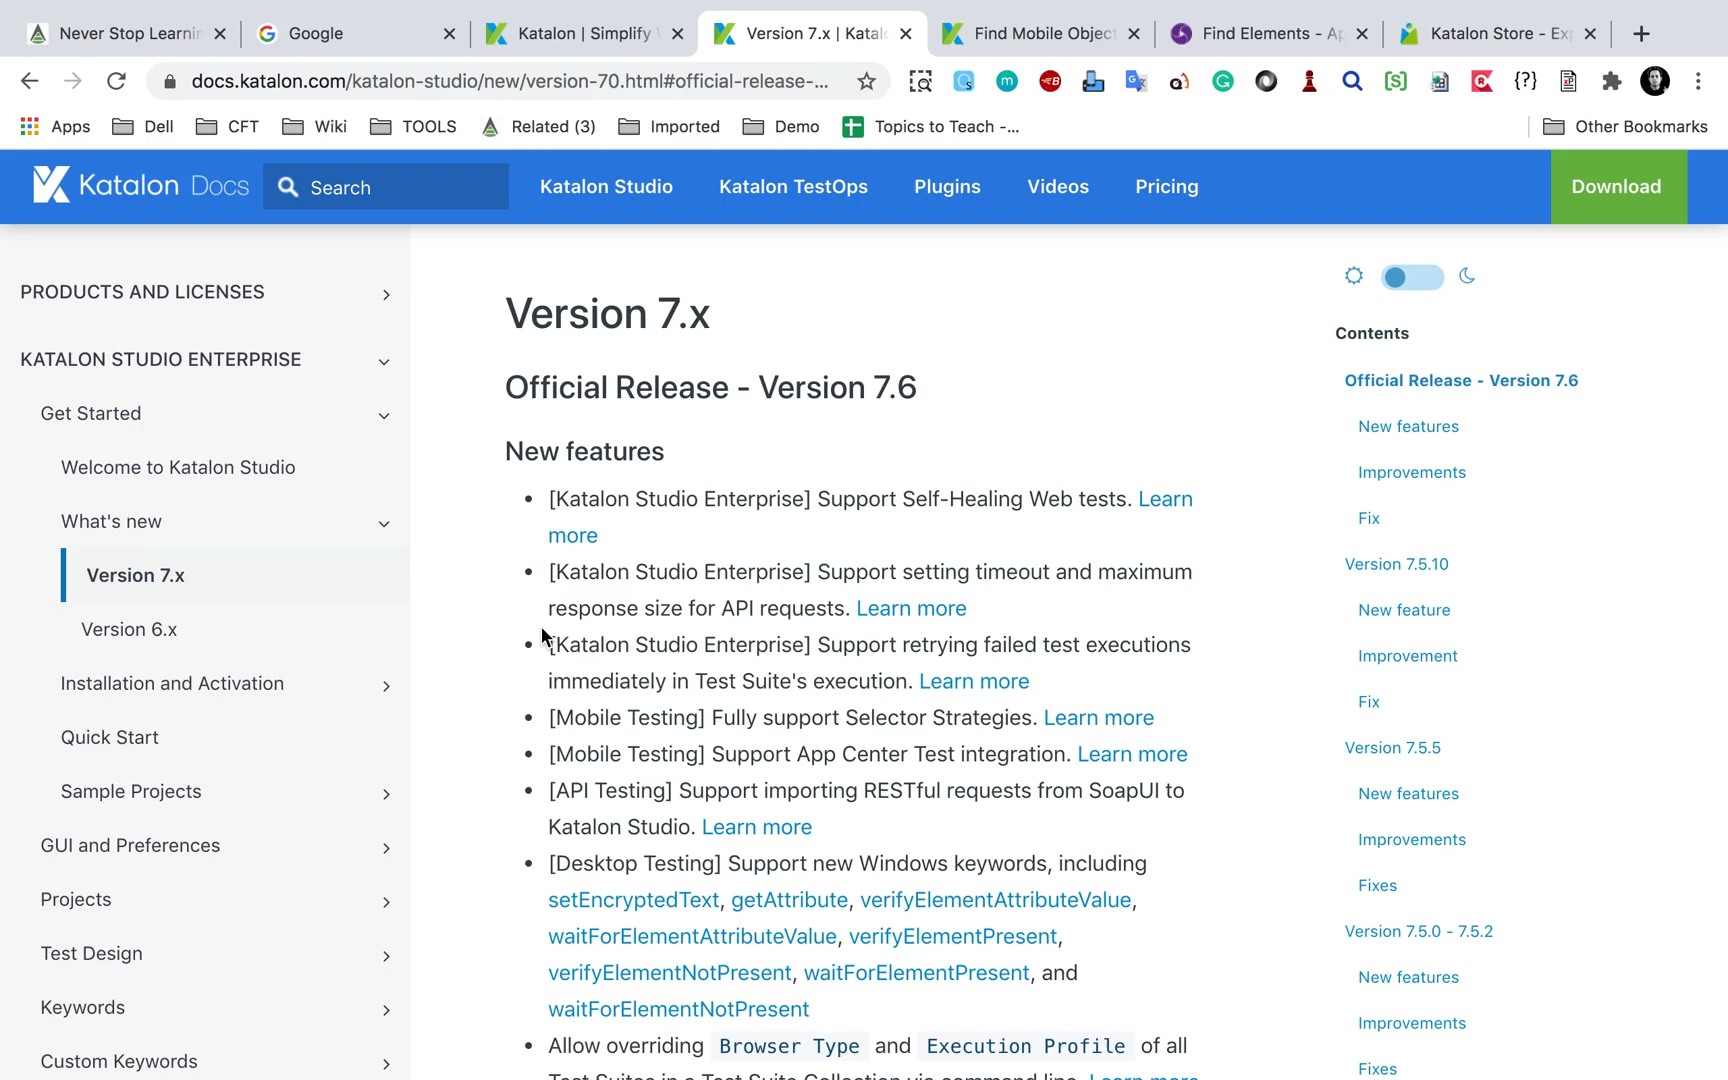 Never Stop Learnin
Google
Katalon | Simplify
Version 7.x | Katal
Find Mobile Object
Find Elements - Ap
Katalon Store - Ex
docs.katalon.com/katalon-studio/new/version-70.html#official-release-...
Apps
Dell
CFT
Wiki
TOOLS
Related (3)
Imported
Demo
Topics to Teach -...
Other Bookmarks
Katalon Docs
Search
Katalon Studio
Katalon TestOps
Plugins
Videos
Pricing
Download
PRODUCTS AND LICENSES
KATALON STUDIO ENTERPRISE
Get Started
Welcome to Katalon Studio
What's new
Version 7.x
Version 6.x
Installation and Activation
Quick Start
Sample Projects
GUI and Preferences
Projects
Test Design
Keywords
Custom Keywords
Version 7.x
Official Release - Version 7.6
New features
• [Katalon Studio Enterprise] Support Self-Healing Web tests. Learn
more
• [Katalon Studio Enterprise] Support setting timeout and maximum
response size for API requests. Learn more
• [Katalon Studio Enterprise] Support retrying failed test executions
immediately in Test Suite's execution. Learn more
• [Mobile Testing] Fully support Selector Strategies. Learn more
• [Mobile Testing] Support App Center Test integration. Learn more
• [API Testing] Support importing RESTful requests from SoapUI to
Katalon Studio. Learn more
• [Desktop Testing] Support new Windows keywords, including
setEncryptedText, getAttribute, verifyElementAttributeValue,
waitForElementAttributeValue, verifyElementPresent,
verifyElementNotPresent, waitForElementPresent, and
waitForElementNotPresent
• Allow overriding Browser Type and Execution Profile of all
Test Suites in a Test Suite Collection via command line. Learn more
Contents
Official Release - Version 7.6
New features
Improvements
Fix
Version 7.5.10
New feature
Improvement
Fix
Version 7.5.5
New features
Improvements
Fixes
Version 7.5.0 - 7.5.2
New features
Improvements
Fixes